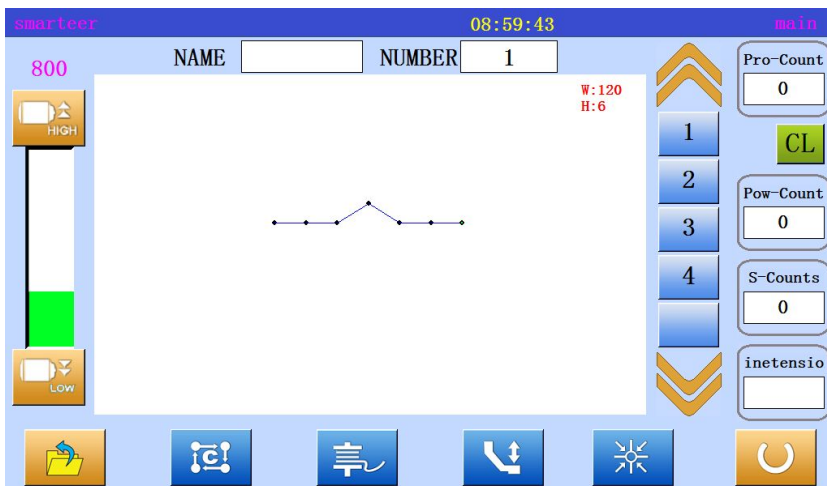 smarteer 08:59:43 main
800 NAME NUMBER 1 Pro-Count
0
W:120
H:6
HIGH
1
CL
2
Pow-Count
3
0
4
S-Counts
0
inetensio
LOW
C